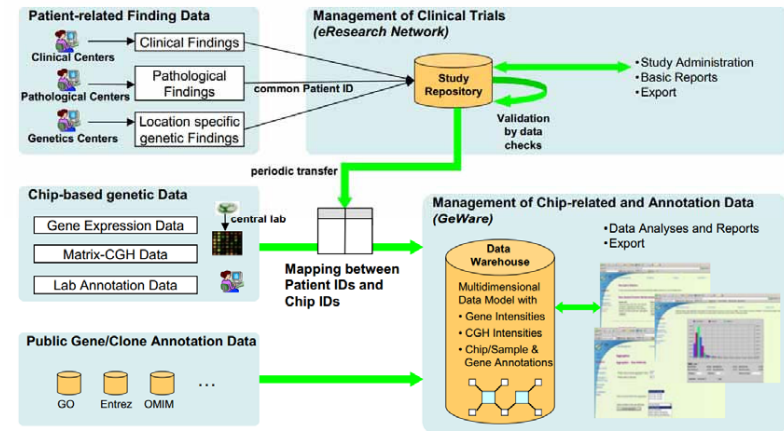 Patient-related Finding Data
Clinical Centers
Clinical Findings
Pathological Centers
Pathological
Findings
Genetics Centers
Location specific
genetic Findings
common Patient ID
Management of Clinical Trials
(eResearch Network)
Study
Repository
Validation
by data
checks
•Study Administration
•Basic Reports
•Export
periodic transfer
Chip-based genetic Data
Gene Expression Data
Matrix-CGH Data
Lab Annotation Data
central lab
Mapping between
Patient IDs and
Chip IDs
Management of Chip-related and Annotation Data
(GeWare)
Data
Warehouse
Multidimensional
Data Model with
• Gene Intensities
• CGH Intensities
• Chip/Sample &
Gene Annotations
•Data Analyses and Reports
•Export
Public Gene/Clone Annotation Data
GO
Entrez
OMIM
...